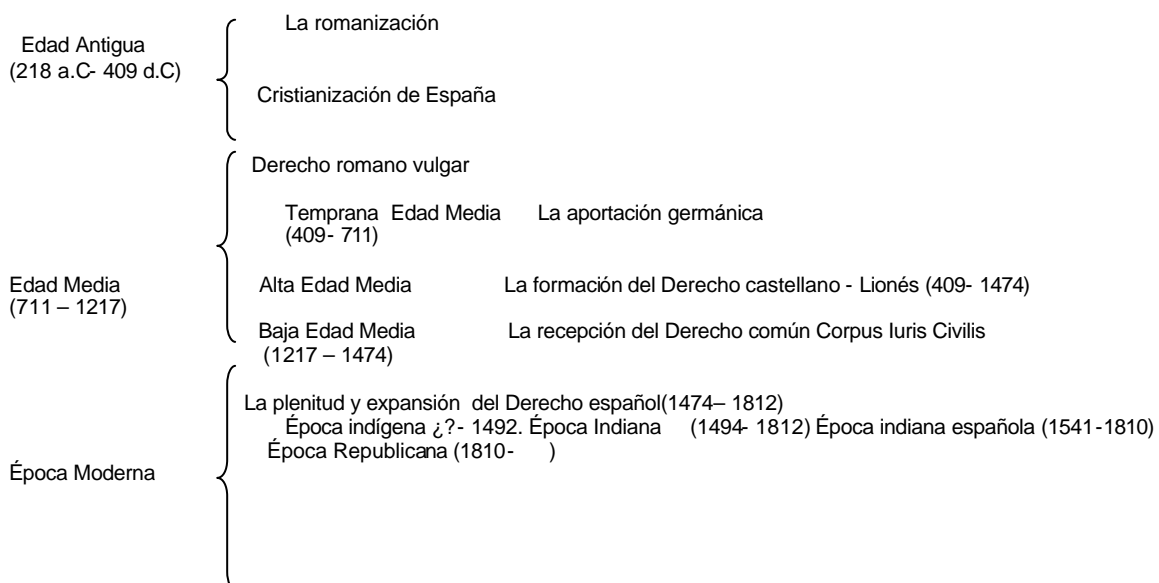 La romanización
Edad Antigua
(218 a.C- 409 d.C)
Cristianización de España
Derecho romano vulgar
Temprana Edad Media La aportación germánica
(409- 711)
Edad Media Alta Edad Media La formación del Derecho castellano - Lionés (409- 1474)
(711 – 1217)
Baja Edad Media La recepción del Derecho común Corpus Iuris Civilis
(1217 – 1474)
La plenitud y expansión del Derecho español(1474– 1812)
Época indígena ¿?- 1492. Época Indiana (1494- 1812) Época indiana española (1541-1810)
Época Republicana (1810- )
Época Moderna